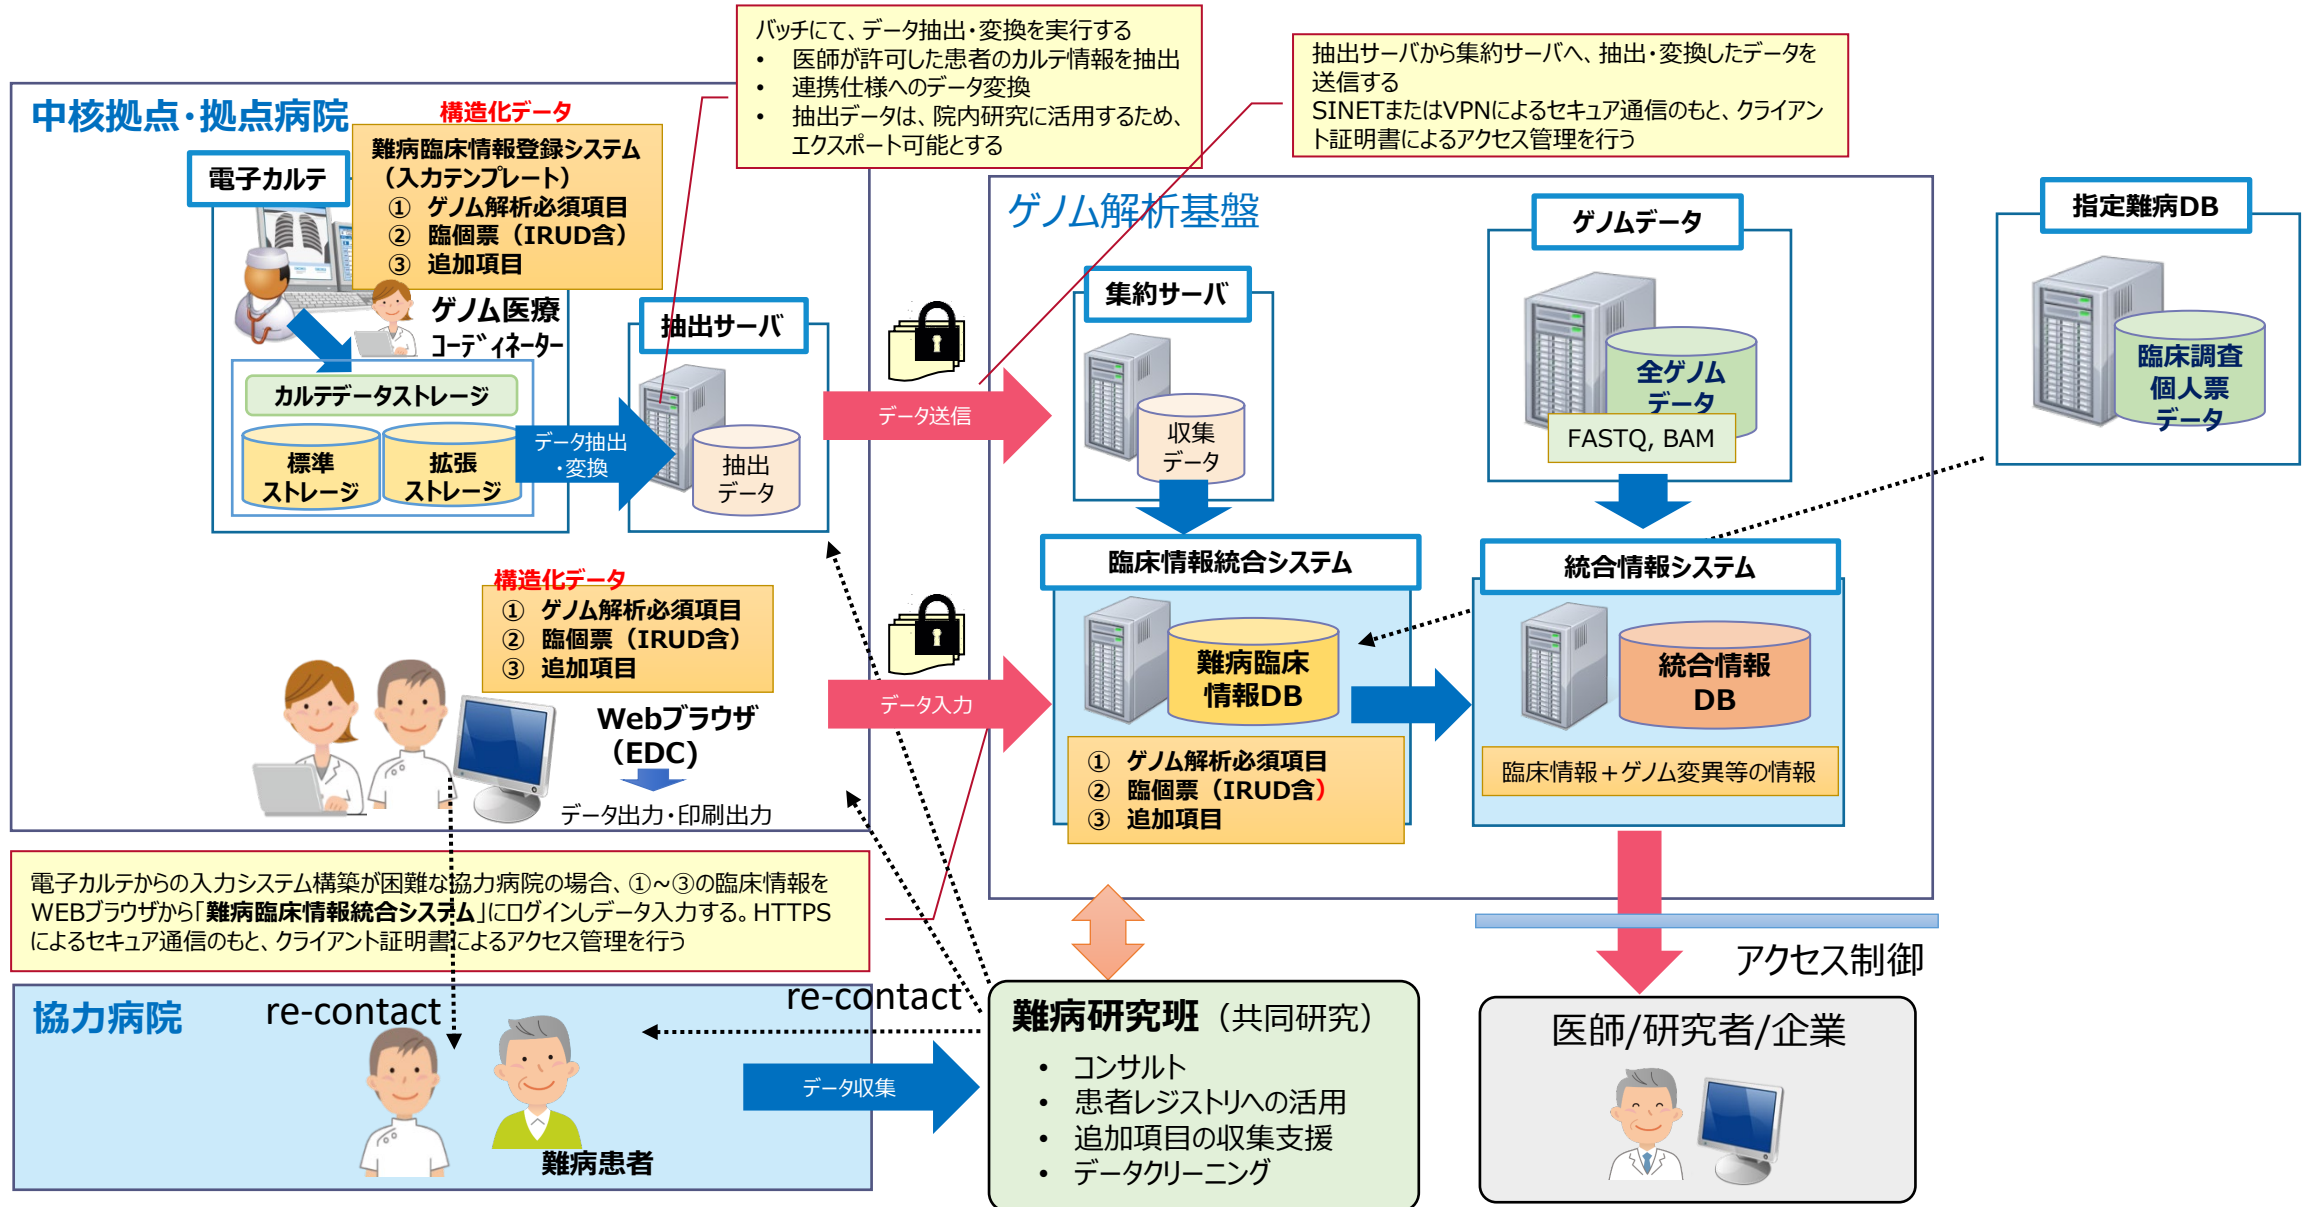 バッチにて、データ抽出・変換を実行する
• 医師が許可した患者のカルテ情報を抽出
• 連携仕様へのデータ変換
• 抽出データは、院内研究に活用するため、
エクスポート可能とする
抽出サーバから集約サーバへ、抽出・変換したデータを
送信する
SINETまたはVPNによるセキュア通信のもと、クライアン
ト証明書によるアクセス管理を行う
中核拠点・拠点病院
構造化データ
難病臨床情報登録システム
（入力テンプレート）
① ゲノム解析必須項目
② 臨個票（IRUD含）
③ 追加項目
電子カルテ
ゲノム医療
コーディネーター
カルテデータストレージ
標準
ストレージ
拡張
ストレージ
データ抽出
・変換
抽出サーバ
抽出
データ
データ送信
ゲノム解析基盤
集約サーバ
収集
データ
ゲノムデータ
全ゲノム
データ
FASTQ, BAM
指定難病DB
臨床調査
個人票
データ
構造化データ
① ゲノム解析必須項目
② 臨個票（IRUD含）
③ 追加項目
Webブラウザ
（EDC)
データ出力・印刷出力
データ入力
臨床情報統合システム
難病臨床
情報DB
① ゲノム解析必須項目
② 臨個票（IRUD含）
③ 追加項目
統合情報システム
統合情報
DB
臨床情報＋ゲノム変異等の情報
電子カルテからの入力システム構築が困難な協力病院の場合、①~③の臨床情報を
WEBブラウザから「難病臨床情報統合システム」にログインしデータ入力する。HTTPS
によるセキュア通信のもと、クライアント証明書によるアクセス管理を行う
アクセス制御
協力病院
re-contact
re-contact
難病患者
データ収集
難病研究班（共同研究）
• コンサルト
• 患者レジストリへの活用
• 追加項目の収集支援
• データクリーニング
医師/研究者/企業